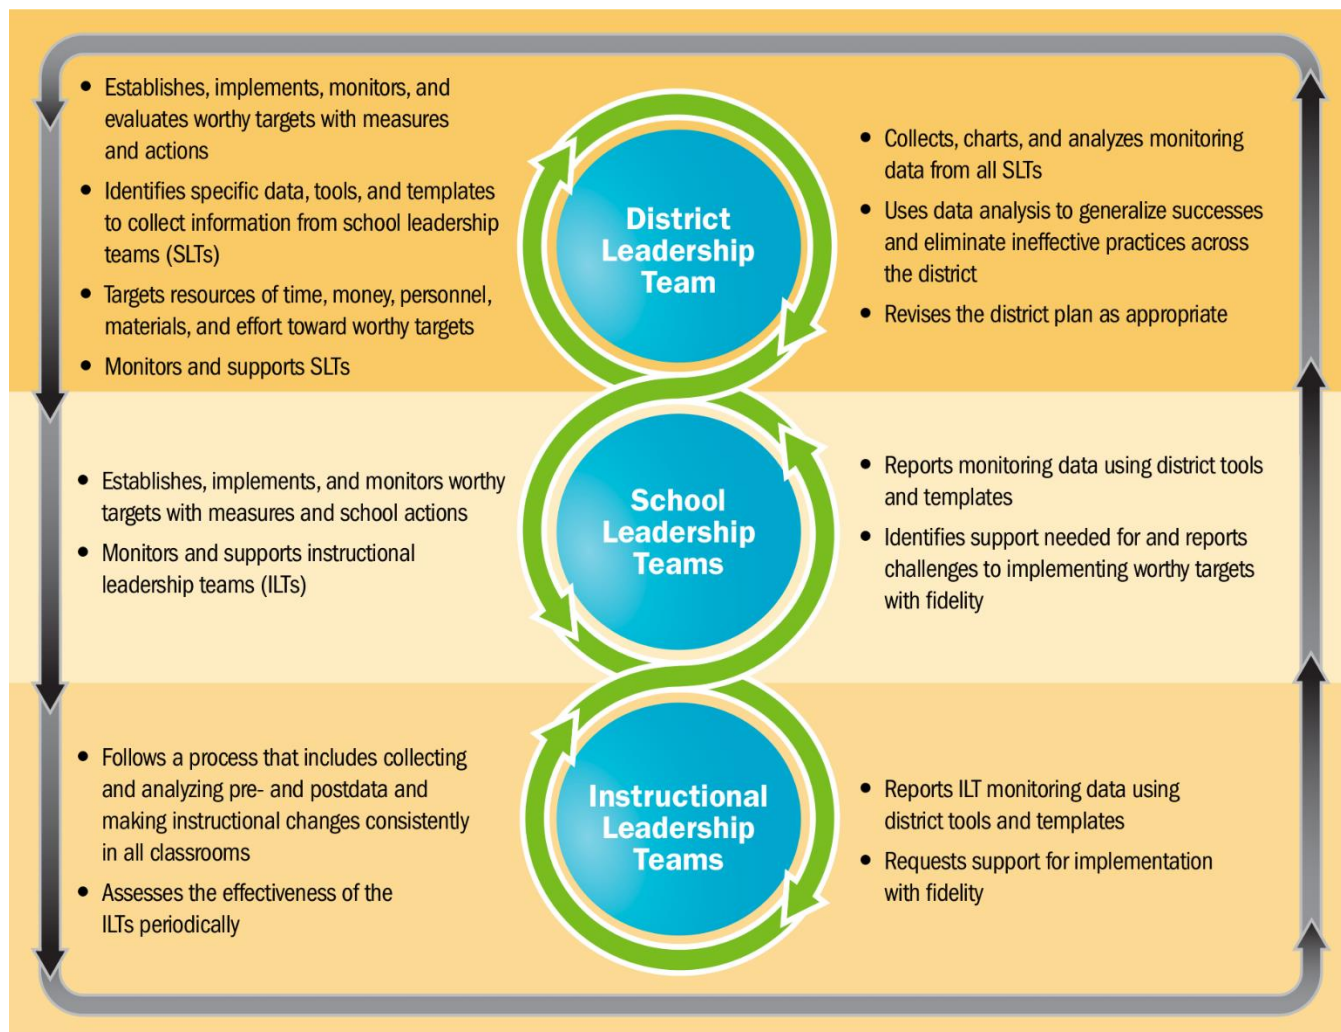 • Establishes, implements, monitors, and
evaluates worthy targets with measures
and actions
• Identifies specific data, tools, and templates
to collect information from school leadership
teams (SLTs)
• Targets resources of time, money, personnel,
materials, and effort toward worthy targets
• Monitors and supports SLTs
District
Leadership
Team
• Collects, charts, and analyzes monitoring
data from all SLTs
• Uses data analysis to generalize successes
and eliminate ineffective practices across
the district
• Revises the district plan as appropriate
• Establishes, implements, and monitors worthy
targets with measures and school actions
• Monitors and supports instructional
leadership teams (ILTs)
School
Leadership
Teams
• Reports monitoring data using district tools
and templates
• Identifies support needed for and reports
challenges to implementing worthy targets
with fidelity
• Follows a process that includes collecting
and analyzing pre- and postdata and
making instructional changes consistently
in all classrooms
• Assesses the effectiveness of the
ILTs periodically
Instructional
Leadership
Teams
• Reports ILT monitoring data using
district tools and templates
• Requests support for implementation
with fidelity